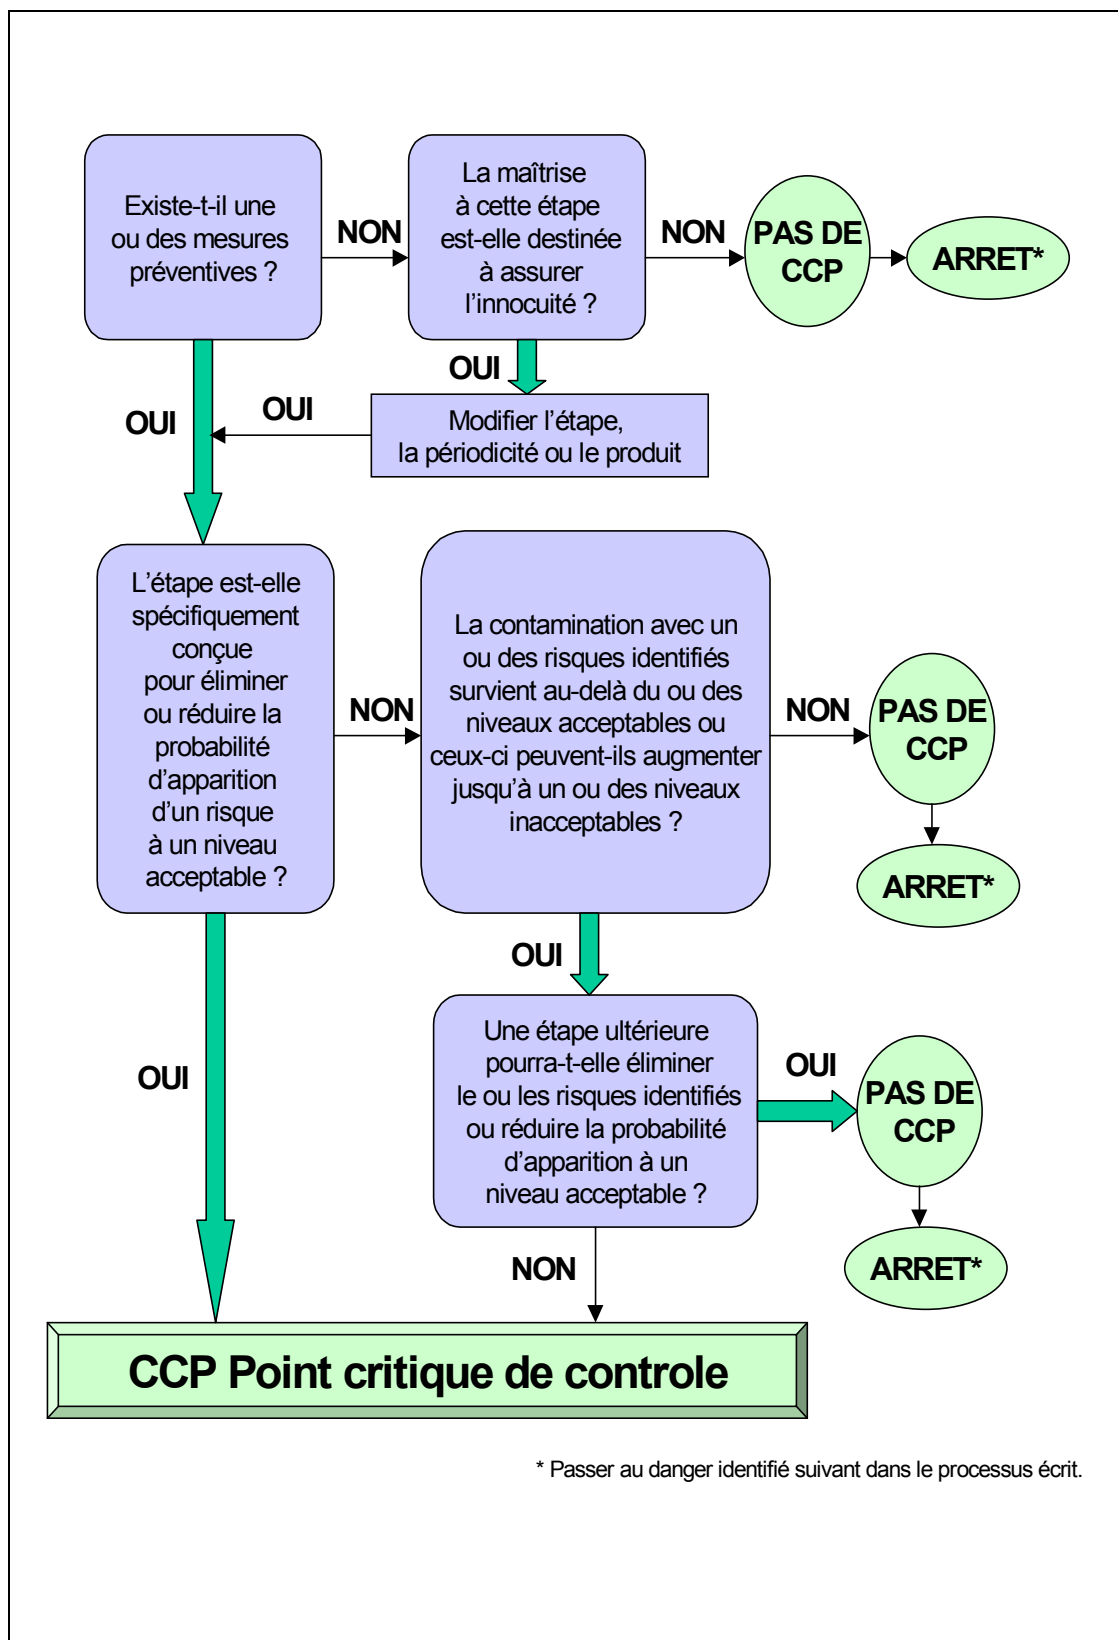 Existe-t-il une
ou des mesures
préventives ?
NON
La maîtrise
à cette étape
est-elle destinée
à assurer
l'innocuité ?
NON
PAS DE
CCP
ARRET*
OUI
OUI
OUI
Modifier l'étape,
la périodicité ou le produit
L'étape est-elle
spécifiquement
conçue
pour éliminer
ou réduire la
probabilité
d'apparition
d'un risque
à un niveau
acceptable ?
NON
La contamination avec un
ou des risques identifiés
survient au-delà du ou des
niveaux acceptables ou
ceux-ci peuvent-ils augmenter
jusqu'à un ou des niveaux
inacceptables ?
NON
PAS DE
CCP
ARRET*
OUI
OUI
Une étape ultérieure
pourra-t-elle éliminer
le ou les risques identifiés
ou réduire la probabilité
d'apparition à un
niveau acceptable ?
OUI
PAS DE
CCP
ARRET*
NON
CCP Point critique de controle
* Passer au danger identifié suivant dans le processus écrit.